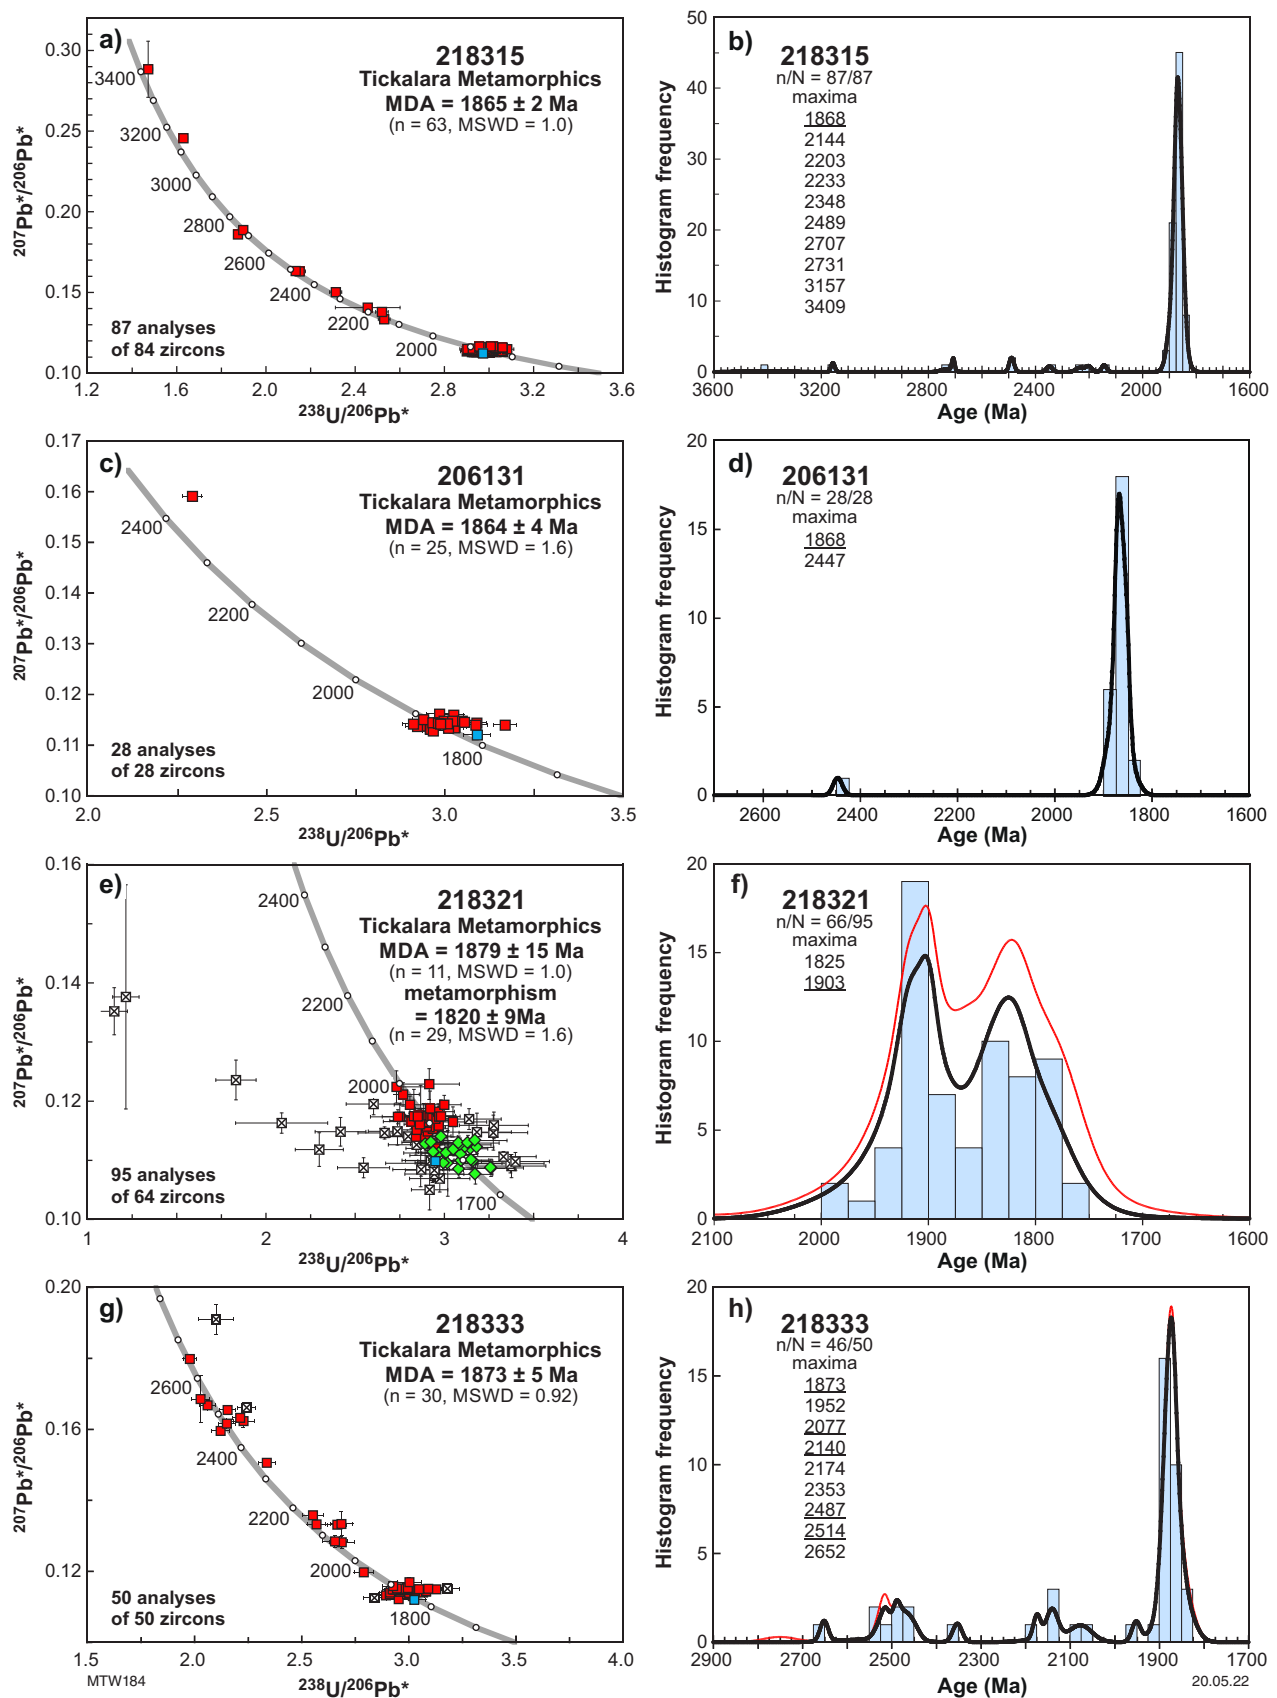 a)
218315
Tickalara Metamorphics
MDA = 1865 ± 2 Ma
(n = 63, MSWD = 1.0)
87 analyses
of 84 zircons
0.30
0.25
0.20
0.15
0.10
3400
3200
3000
2800
2600
2400
2200
2000
1.2 1.6 2.0 2.4 2.8 3.2 3.6
207Pb*/206Pb*
238U/206Pb*
b)
218315
n/N = 87/87
maxima
1868
2144
2203
2233
2348
2489
2707
2731
3157
3409
50
40
30
20
10
0
3600 3200 2800 2400 2000 1600
Histogram frequency
Age (Ma)
c)
206131
Tickalara Metamorphics
MDA = 1864 ± 4 Ma
(n = 25, MSWD = 1.6)
28 analyses
of 28 zircons
0.17
0.16
0.15
0.14
0.13
0.12
0.11
0.10
2400
2200
2000
1800
2.0 2.5 3.0 3.5
207Pb*/206Pb*
238U/206Pb*
d)
206131
n/N = 28/28
maxima
1868
2447
20
15
10
5
0
2600 2400 2200 2000 1800 1600
Histogram frequency
Age (Ma)
e)
218321
Tickalara Metamorphics
MDA = 1879 ± 15 Ma
(n = 11, MSWD = 1.0)
metamorphism
= 1820 ± 9Ma
(n = 29, MSWD = 1.6)
95 analyses
of 64 zircons
0.16
0.14
0.12
0.10
2400
2200
2000
1700
1 2 3 4
207Pb*/206Pb*
238U/206Pb*
f)
218321
n/N = 66/95
maxima
1825
1903
20
15
10
5
0
2100 2000 1900 1800 1700 1600
Histogram frequency
Age (Ma)
g)
218333
Tickalara Metamorphics
MDA = 1873 ± 5 Ma
(n = 30, MSWD = 0.92)
50 analyses
of 50 zircons
0.20
0.16
0.12
2600
2400
2200
2000
1800
1.5 2.0 2.5 3.0 3.5 4.0
207Pb*/206Pb*
238U/206Pb*
MTW184
h)
218333
n/N = 46/50
maxima
1873
1952
2077
2140
2174
2353
2487
2514
2652
20
15
10
5
0
2900 2700 2500 2300 2100 1900 1700
Histogram frequency
Age (Ma)
20.05.22